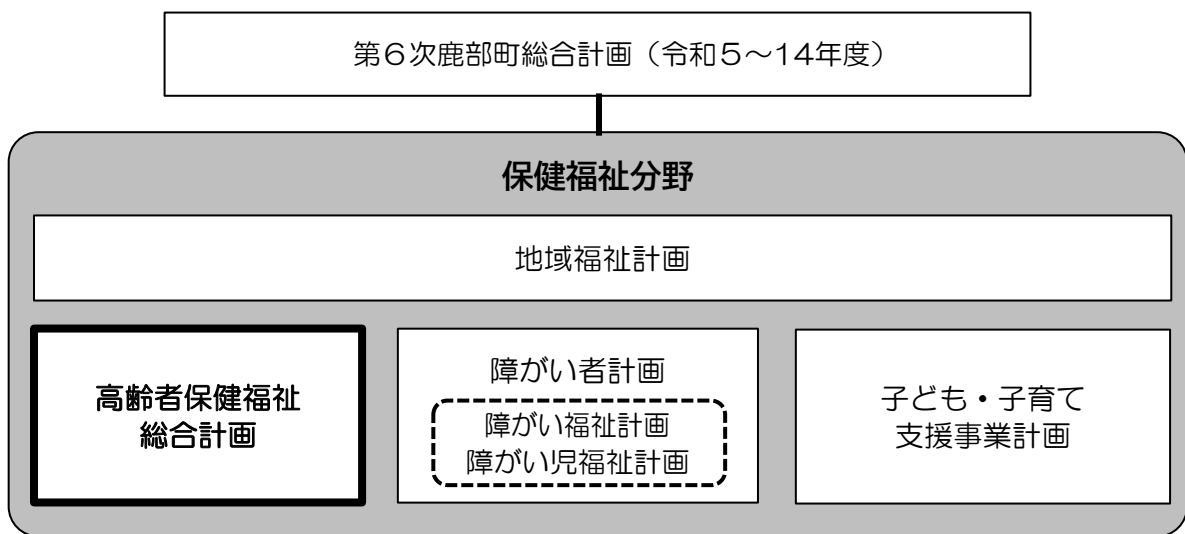 第６次鹿部町総合計画（令和５～14年度）
保健福祉分野
地域福祉計画
高齢者保健福祉
総合計画
障がい者計画
障がい福祉計画
障がい児福祉計画
子ども・子育て
支援事業計画